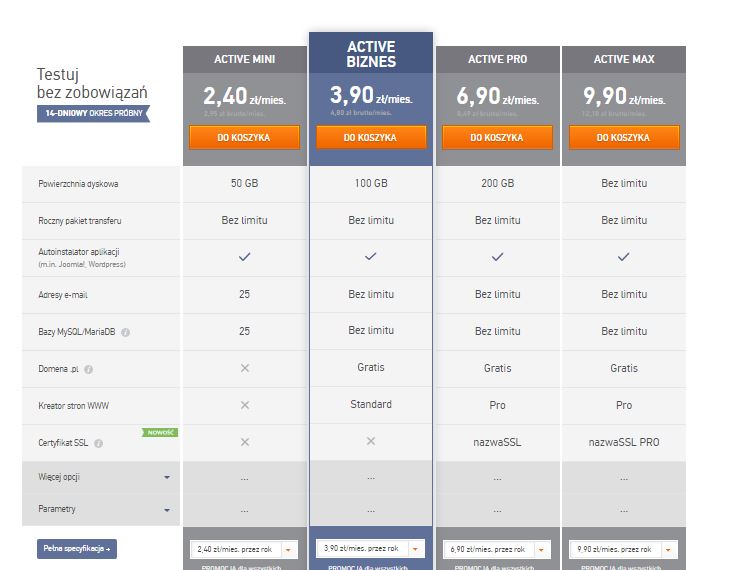 Testuj
bez zobowiązań
14-DNIOWY OKRES PRÓBNY
ACTIVE MINI
2,40 zł/mies.
2,95 zł brutto/mies.
DO KOSZYKA
ACTIVE
BIZNES
3,90 zł/mies.
4,80 zł brutto/mies.
DO KOSZYKA
ACTIVE PRO
6,90 zł/mies.
8,49 zł brutto/mies.
DO KOSZYKA
ACTIVE MAX
9,90 zł/mies.
12,18 zł brutto/mies.
DO KOSZYKA
Powierzchnia dyskowa 50 GB 100 GB 200 GB Bez limitu
Roczny pakiet transferu Bez limitu Bez limitu Bez limitu Bez limitu
Autoinstalator aplikacji
(m.in. Joomla!, Wordpress)
Adresy e-mail 25 Bez limitu Bez limitu Bez limitu
Bazy MySQL/MariaDB i 25 Bez limitu Bez limitu Bez limitu
Domena .pl i Gratis Gratis Gratis
Kreator stron WWW Standard Pro Pro
NOWOŚĆ
Certyfikat SSL i nazwaSSL nazwaSSL PRO
Więcej opcji ... ... ... ...
Parametry ... ... ... ...
Pełna specyfikacja 2,40 zł/mies. przez rok 3,90 zł/mies. przez rok 6,90 zł/mies. przez rok 9,90 zł/mies. przez rok
PROMOCJA dla wszystkich PROMOCJA dla wszystkich PROMOCJA dla wszystkich PROMOCJA dla wszystkich